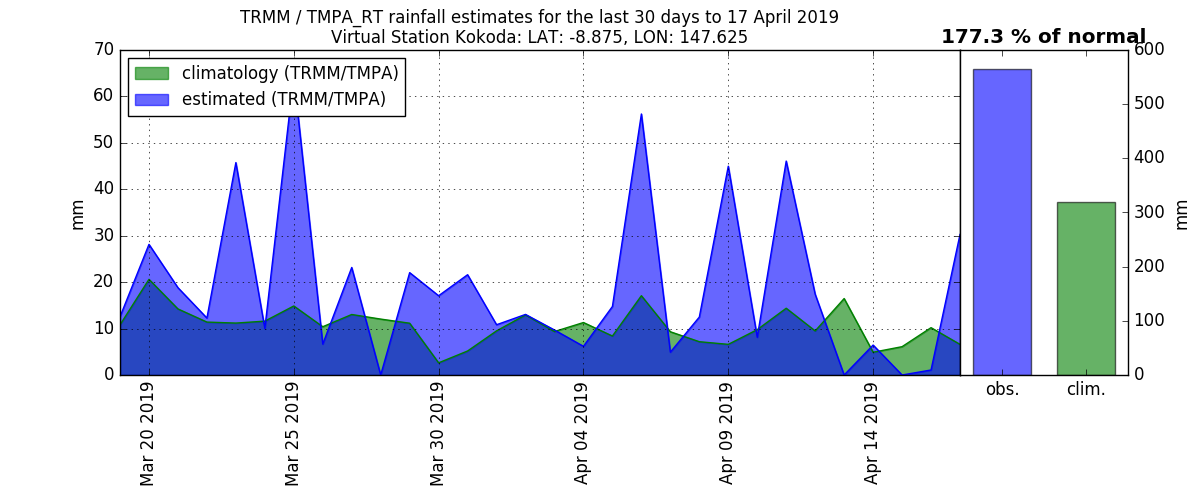 TRMM / TMPA_RT rainfall estimates for the last 30 days to 17 April 2019
Virtual Station Kokoda: LAT: -8.875, LON: 147.625
177.3 % of normal
climatology (TRMM/TMPA)
estimated (TRMM/TMPA)
mm
70
60
50
40
30
20
10
0
Mar 20 2019
Mar 25 2019
Mar 30 2019
Apr 04 2019
Apr 09 2019
Apr 14 2019
600
500
400
300
200
100
0
mm
obs.
clim.